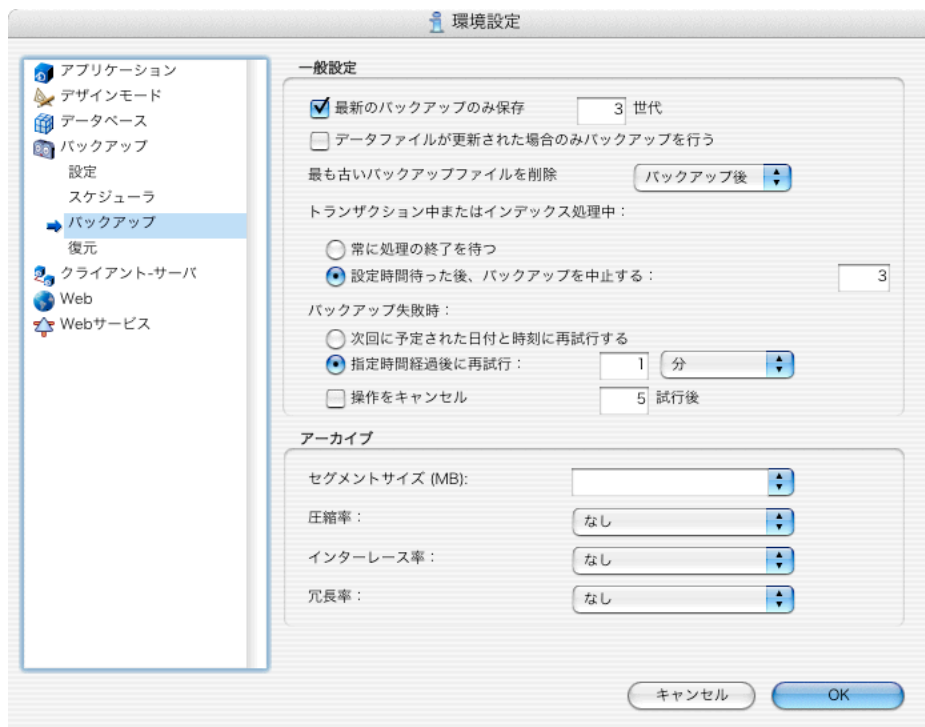 環境設定
アプリケーション
デザインモード
データベース
バックアップ
設定
スケジューラ
バックアップ
復元
クライアント-サーバ
Web
Webサービス
一般設定
最新のバックアップのみ保存 3 世代
データファイルが更新された場合のみバックアップを行う
最も古いバックアップファイルを削除 バックアップ後
トランザクション中またはインデックス処理中：
常に処理の終了を待つ
設定時間待った後、バックアップを中止する： 3
バックアップ失敗時：
次回に予定された日付と時刻に再試行する
指定時間経過後に再試行： 1 分
操作をキャンセル 5 試行後
アーカイブ
セグメントサイズ (MB):
圧縮率： なし
インターレース率： なし
冗長率： なし
キャンセル OK